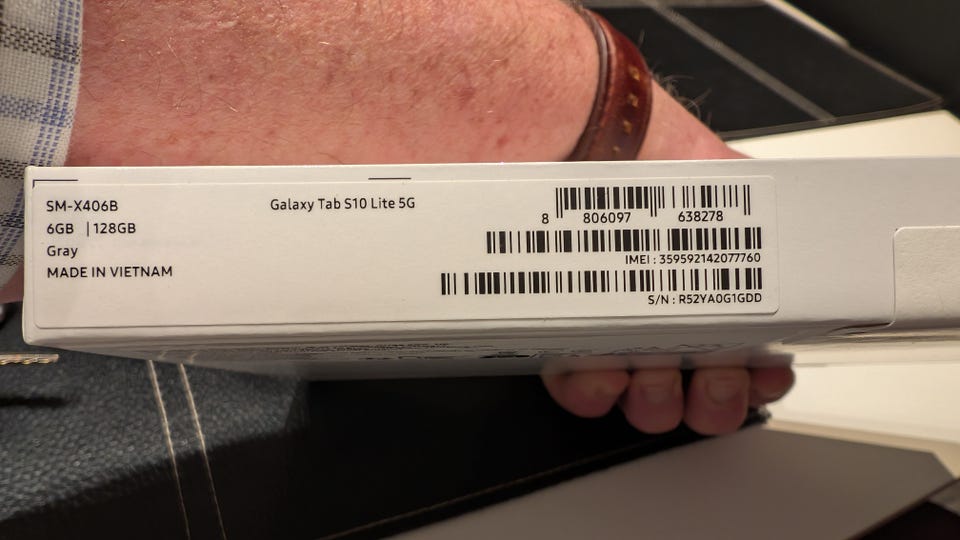 SM-X406B
6GB | 128GB
Gray
MADE IN VIETNAM
Galaxy Tab S10 Lite 5G
8 806097 638278
IMEI : 359592142077760
S/N : R52YA0G1GDD